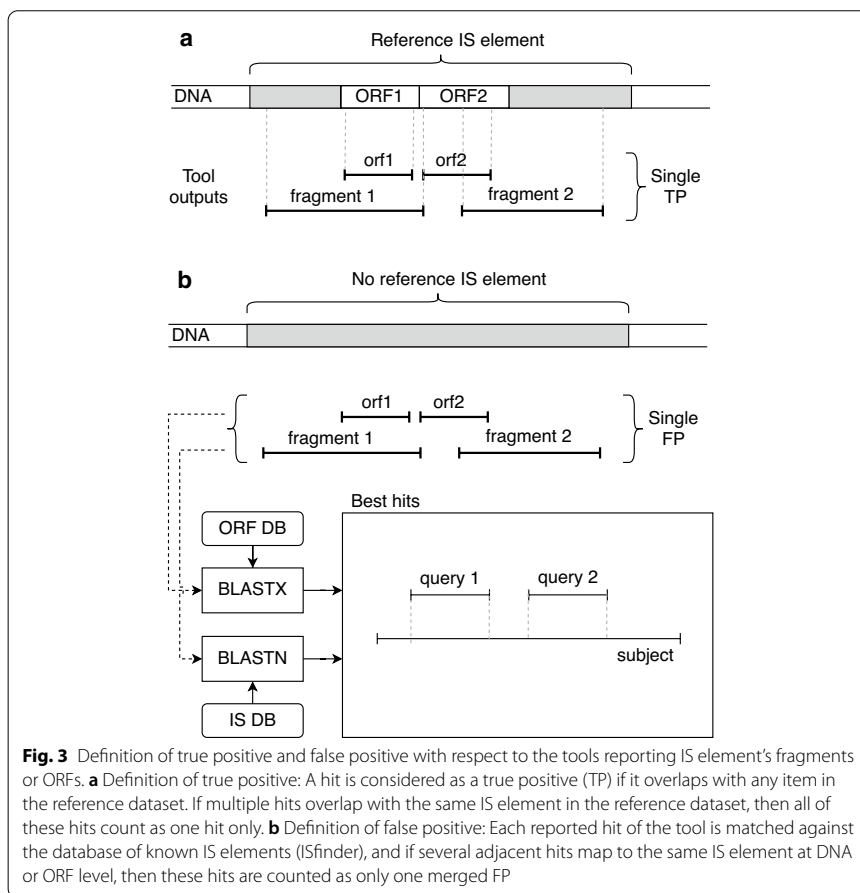 a
Reference IS element
DNA
ORF1
ORF2
orf1
orf2
Tool
outputs
fragment 1
fragment 2
Single
TP
b
No reference IS element
DNA
orf1
orf2
fragment 1
fragment 2
Single
FP
Best hits
ORF DB
BLASTX
query 1
query 2
BLASTN
subject
IS DB
Fig. 3 Definition of true positive and false positive with respect to the tools reporting IS element's fragments
or ORFs. a Definition of true positive: A hit is considered as a true positive (TP) if it overlaps with any item in
the reference dataset. If multiple hits overlap with the same IS element in the reference dataset, then all of
these hits count as one hit only. b Definition of false positive: Each reported hit of the tool is matched against
the database of known IS elements (ISfinder), and if several adjacent hits map to the same IS element at DNA
or ORF level, then these hits are counted as only one merged FP